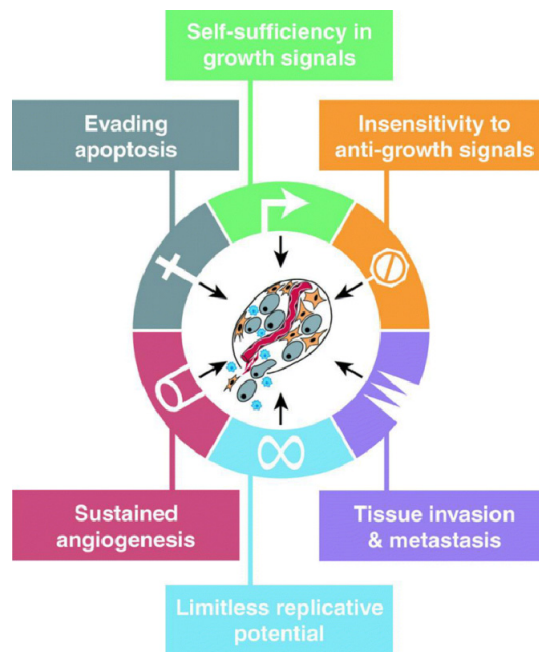 Self-sufficiency in
growth signals
Evading
apoptosis
Insensitivity to
anti-growth signals
Sustained
angiogenesis
Tissue invasion
& metastasis
Limitless replicative
potential